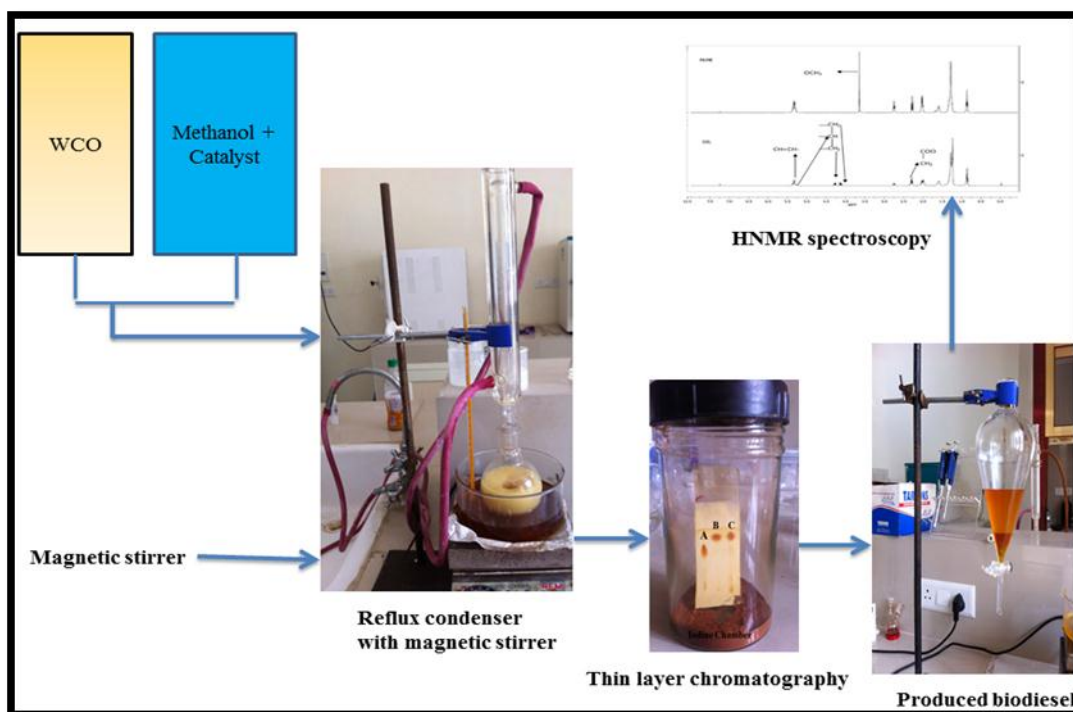 WCO
Methanol +
Catalyst
OCH₃
CH=CH
CH₂
COO
CH₂
HNMR spectroscopy
Magnetic stirrer
Reflux condenser
with magnetic stirrer
A B C
Iodine Chamber
Thin layer chromatography
Produced biodiesel